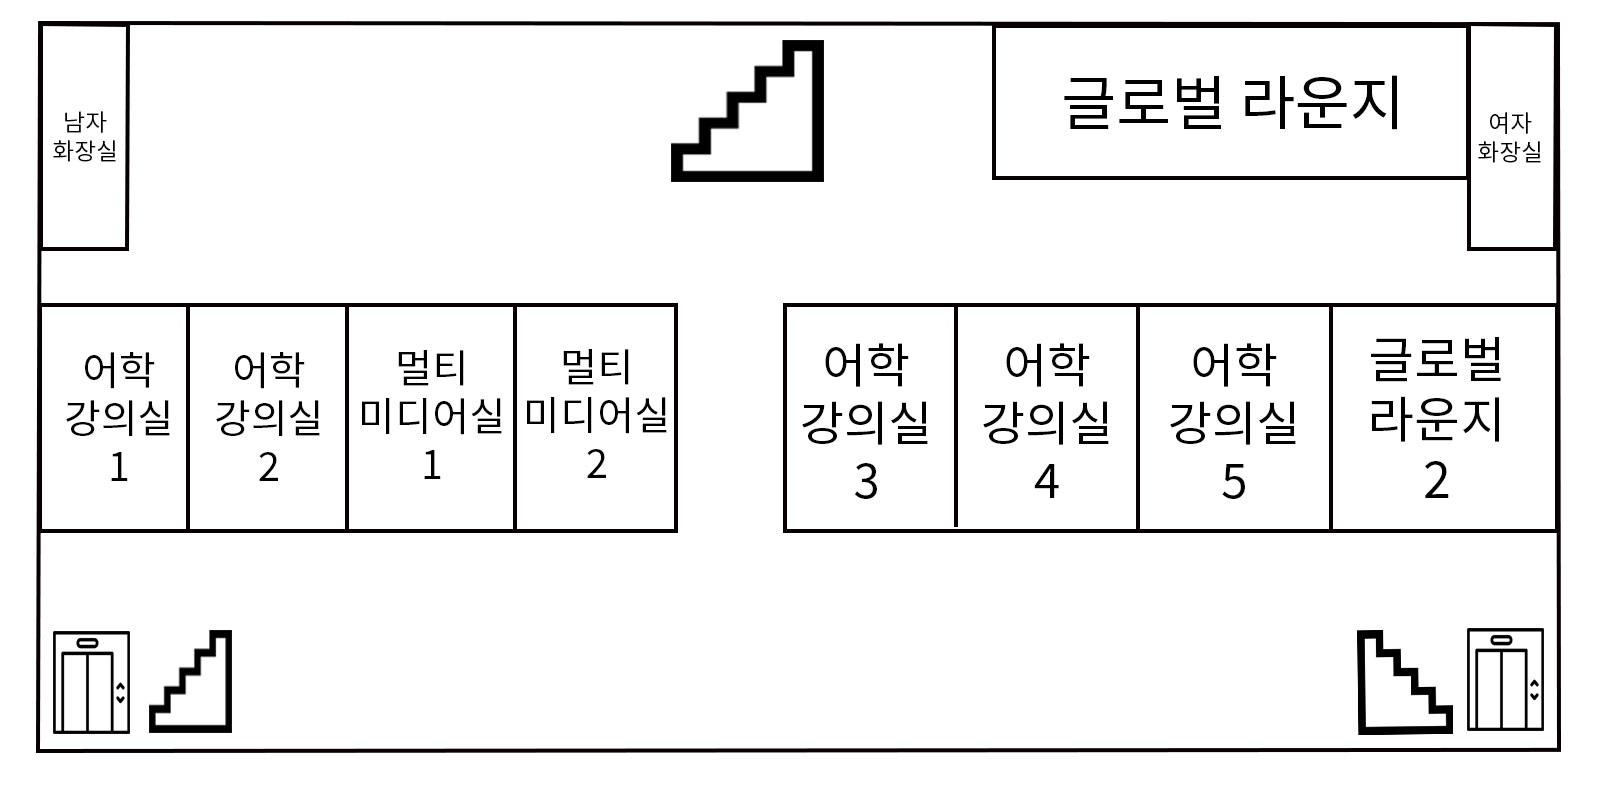 남자
화장실
글로벌 라운지
여자
화장실
어학
강의실
1
어학
강의실
2
멀티
미디어실
1
멀티
미디어실
2
어학
강의실
3
어학
강의실
4
어학
강의실
5
글로벌
라운지
2